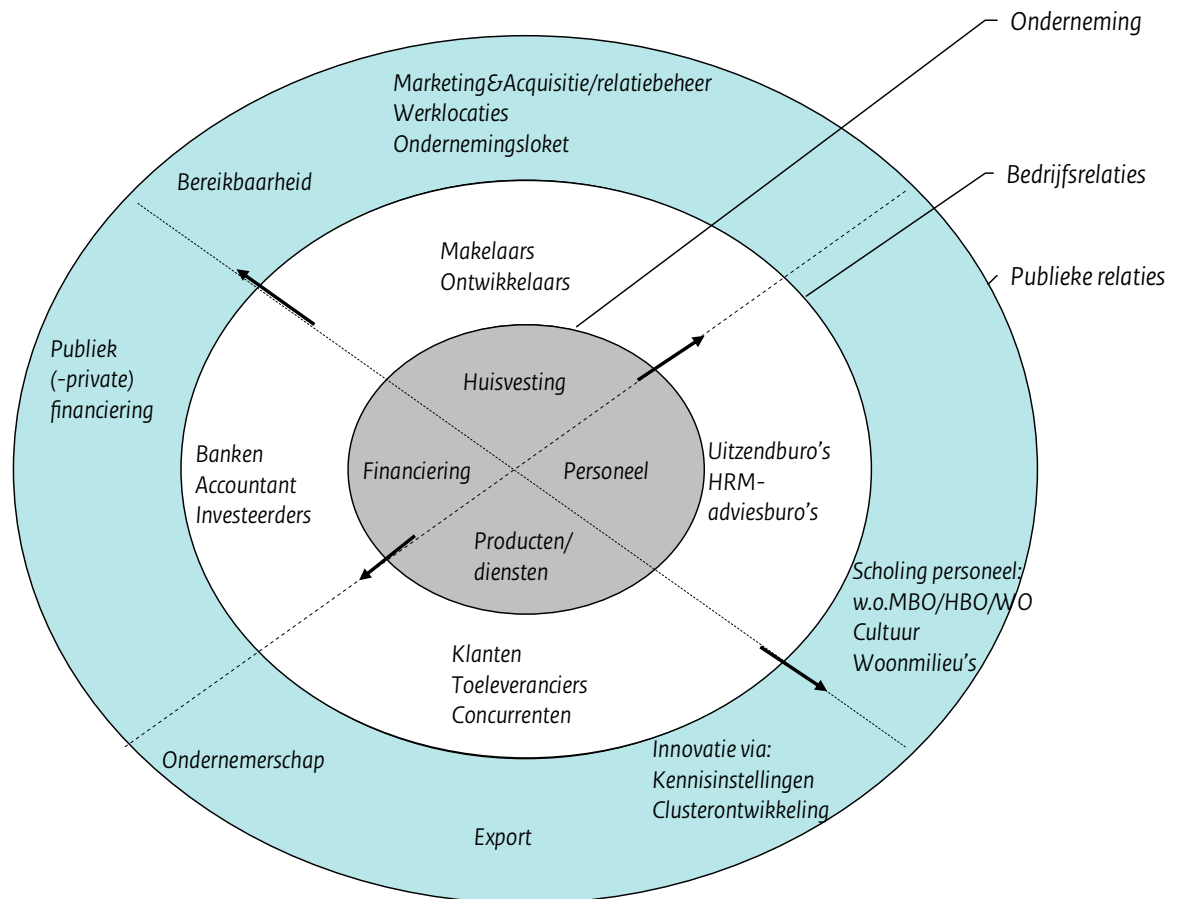 Onderneming
Marketing&Acquisitie/relatiebeheer
Werklocaties
Ondernemingsloket
Bedrijfsrelaties
Bereikbaarheid
Makelaars
Ontwikkelaars
Publieke relaties
Publiek
(-private)
financiering
Huisvesting
Banken
Accountant
Investeerders
Financiering
Personeel
Uitzendburo's
HRM-
adviesburo's
Producten/
diensten
Scholing personeel:
w.o.MBO/HBO/WO
Cultuur
Woonmilieu's
Klanten
Toeleveranciers
Concurrenten
Ondernemerschap
Innovatie via:
Kennisinstellingen
Clusterontwikkeling
Export